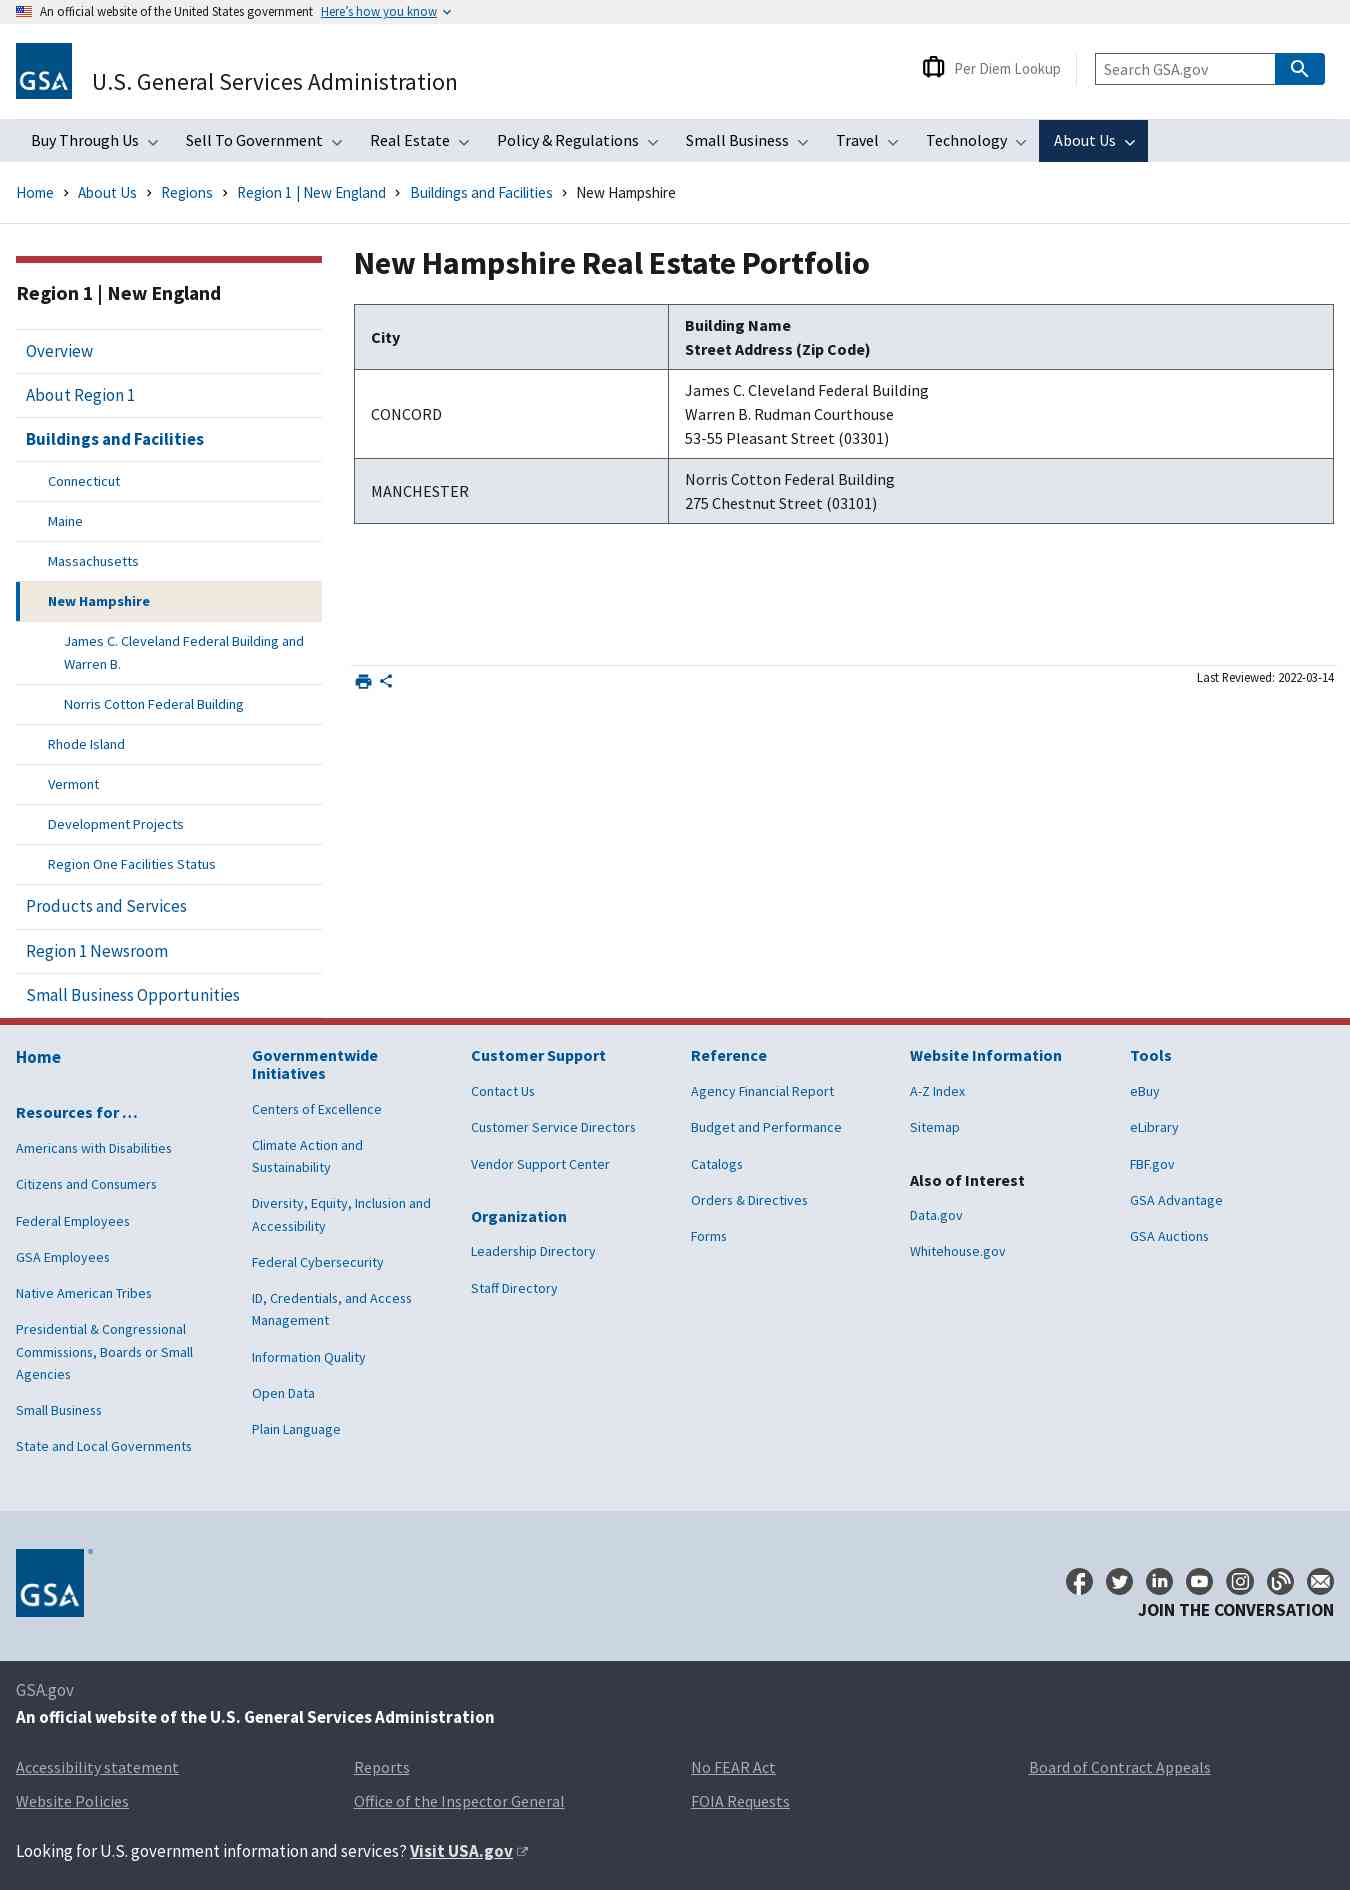 An official website of the United States government Here's how you know
GSA
U.S. General Services Administration
Per Diem Lookup
Search GSA.gov
Buy Through Us Sell To Government Real Estate Policy & Regulations Small Business Travel Technology About Us
Home About Us Regions Region 1 | New England Buildings and Facilities New Hampshire
Region 1 | New England
Overview
About Region 1
Buildings and Facilities
Connecticut
Maine
Massachusetts
New Hampshire
James C. Cleveland Federal Building and
Warren B.
Norris Cotton Federal Building
Rhode Island
Vermont
Development Projects
Region One Facilities Status
Products and Services
Region 1 Newsroom
Small Business Opportunities
New Hampshire Real Estate Portfolio
City
Building Name
Street Address (Zip Code)
CONCORD
James C. Cleveland Federal Building
Warren B. Rudman Courthouse
53-55 Pleasant Street (03301)
MANCHESTER
Norris Cotton Federal Building
275 Chestnut Street (03101)
Last Reviewed: 2022-03-14
Home
Resources for …
Americans with Disabilities
Citizens and Consumers
Federal Employees
GSA Employees
Native American Tribes
Presidential & Congressional
Commissions, Boards or Small
Agencies
Small Business
State and Local Governments
Governmentwide
Initiatives
Centers of Excellence
Climate Action and
Sustainability
Diversity, Equity, Inclusion and
Accessibility
Federal Cybersecurity
ID, Credentials, and Access
Management
Information Quality
Open Data
Plain Language
Customer Support
Contact Us
Customer Service Directors
Vendor Support Center
Organization
Leadership Directory
Staff Directory
Reference
Agency Financial Report
Budget and Performance
Catalogs
Orders & Directives
Forms
Website Information
A-Z Index
Sitemap
Also of Interest
Data.gov
Whitehouse.gov
Tools
eBuy
eLibrary
FBF.gov
GSA Advantage
GSA Auctions
GSA
JOIN THE CONVERSATION
GSA.gov
An official website of the U.S. General Services Administration
Accessibility statement Reports No FEAR Act Board of Contract Appeals
Website Policies Office of the Inspector General FOIA Requests
Looking for U.S. government information and services? Visit USA.gov